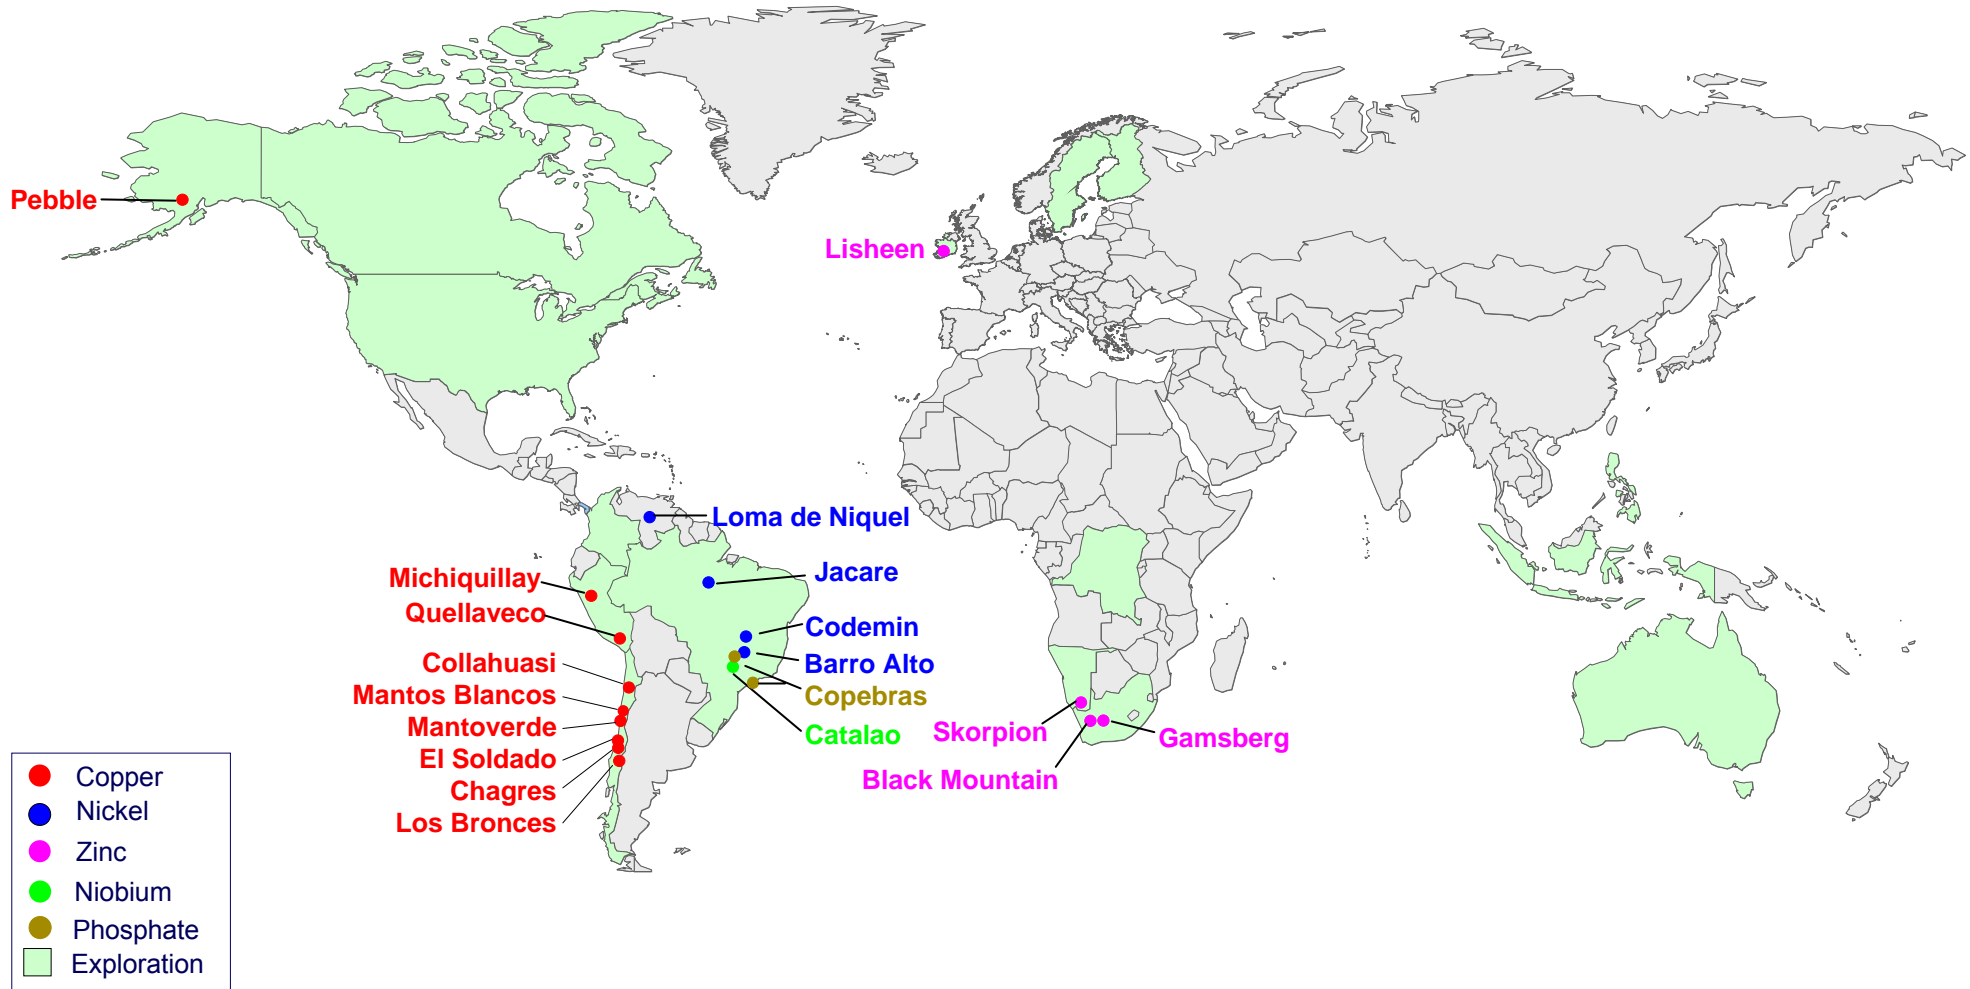 Pebble
Lisheen
Loma de Niquel
Jacare
Michiquillay
Quellaveco
Codemin
Collahuasi
Barro Alto
Mantos Blancos
Copebras
Mantoverde
Catalao
Skorpion
Gamsberg
El Soldado
Black Mountain
Chagres
Los Bronces
Copper
Nickel
Zinc
Niobium
Phosphate
Exploration